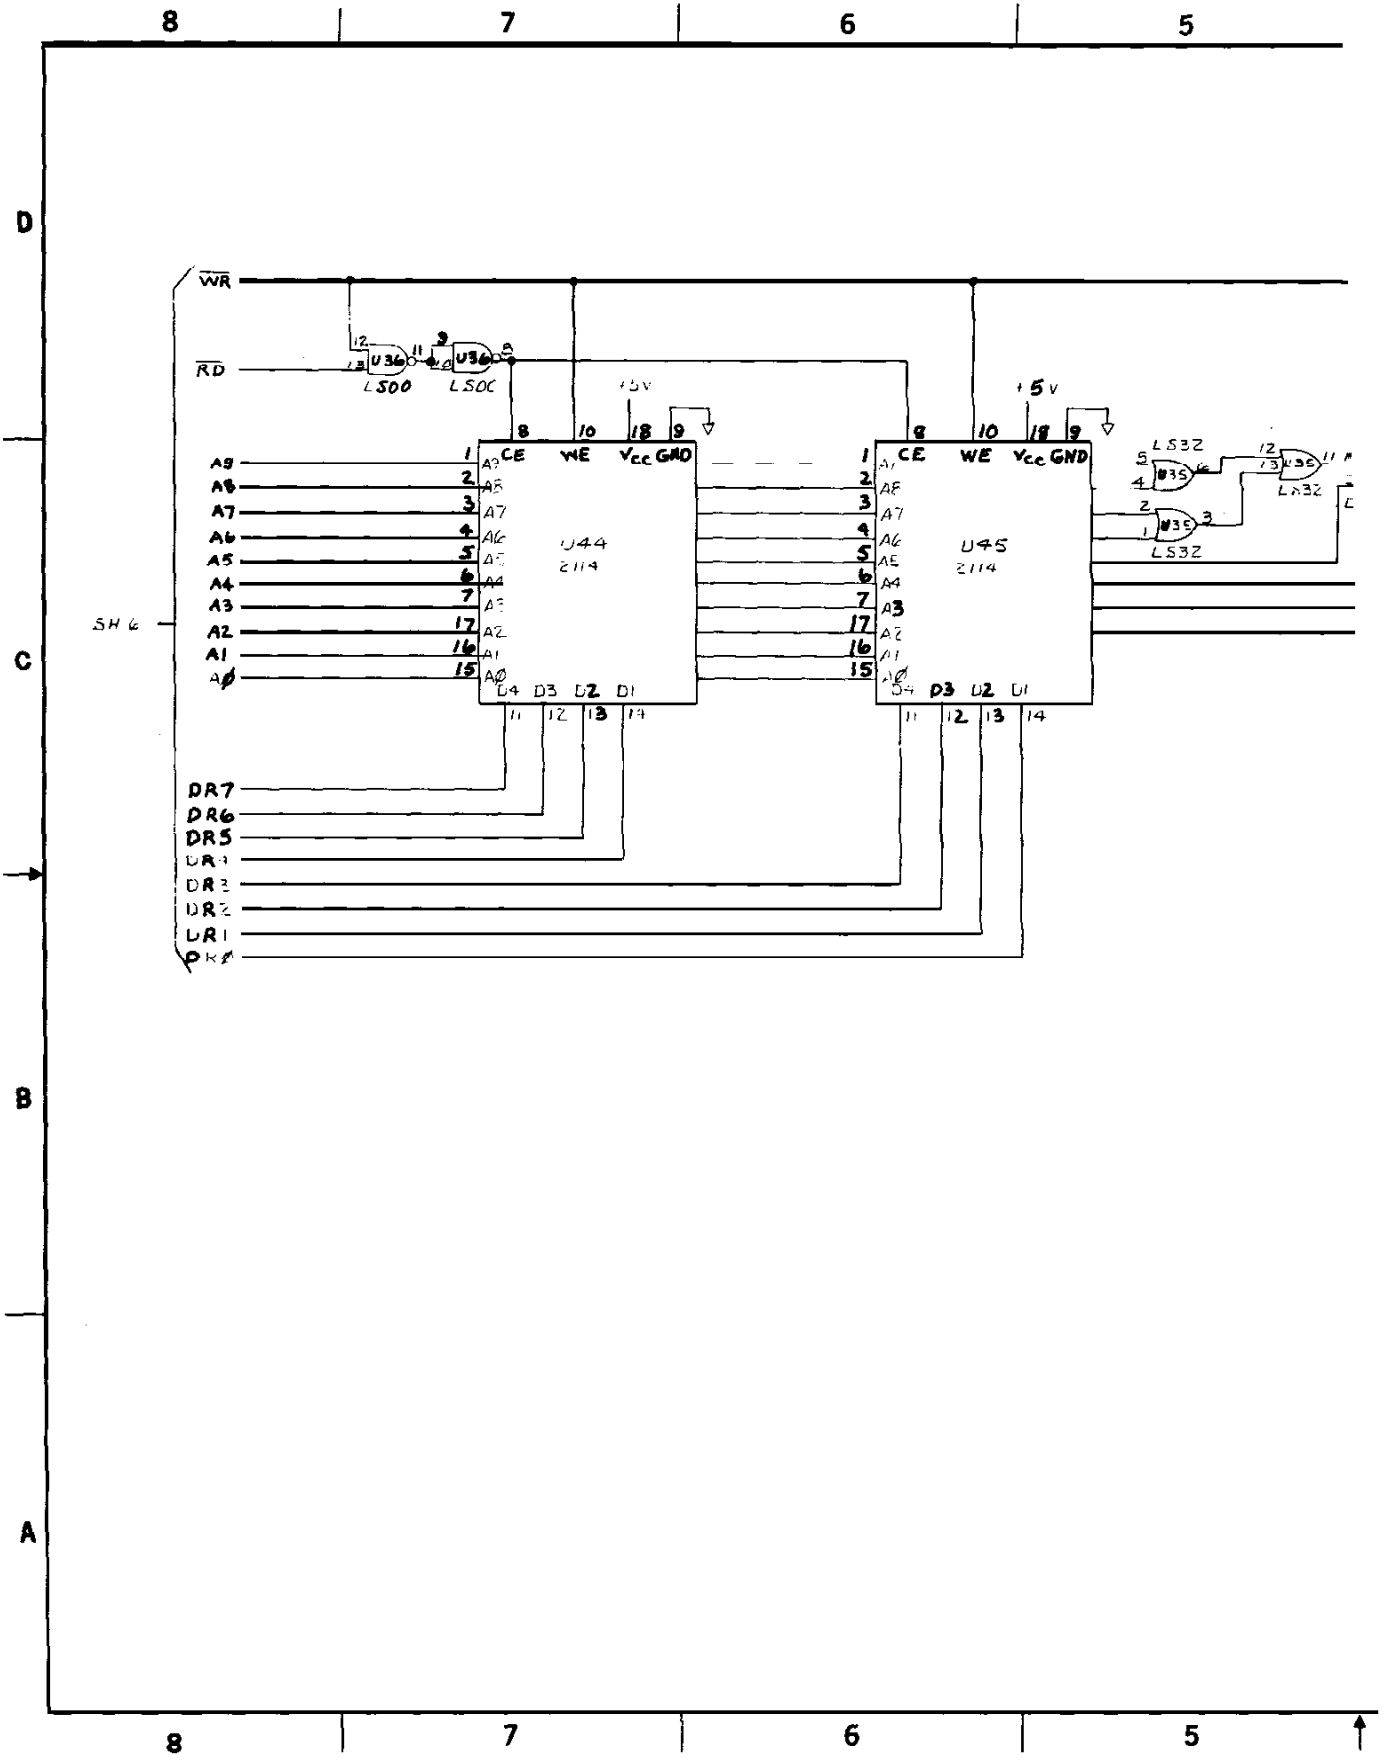 8 7 6 5
D
WR
12 11 9 8
13 U36 10 U36
RD
LS00
+5V +5V
8 10 18 9 8 10 18 9
CE WE VCC GND CE WE VCC GND
LS32
5 6 12 11
4 U35 13 U35
LS32
2 3
1 U35
LS32
A9 1 A9 1
A8 2 A8 2 A8
A7 3 A7 3 A7
A6 4 A6 4 A6
U44 U45
A5 5 A5 5 A5
2114 2114
A4 6 A4 6 A4
A3 7 A3 7 A3
SH 6
A2 17 A2 17 A2
C
A1 16 A1 16 A1
AØ 15 AØ 15 AØ
D4 D3 D2 D1 D4 D3 D2 D1
11 12 13 14 11 12 13 14
DR7
DR6
DR5
DR4
DR3
DR2
DR1
DRØ
B
A
8 7 6 5